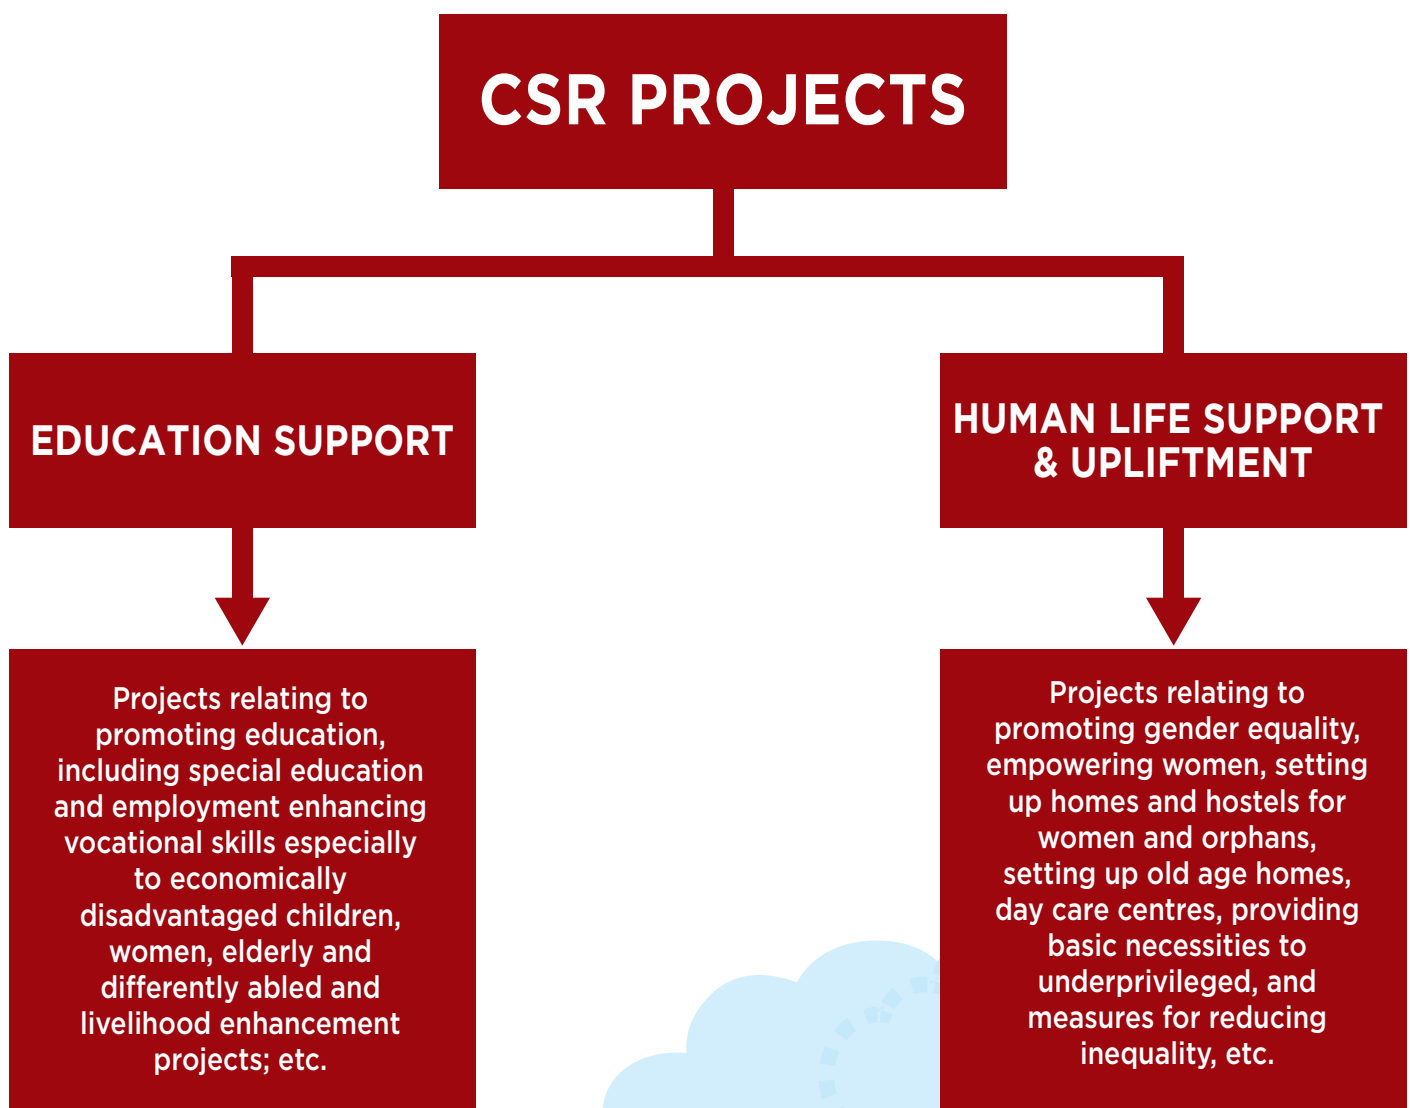 CSR PROJECTS
EDUCATION SUPPORT
Projects relating to
promoting education,
including special education
and employment enhancing
vocational skills especially
to economically
disadvantaged children,
women, elderly and
differently abled and
livelihood enhancement
projects; etc.
HUMAN LIFE SUPPORT
& UPLIFTMENT
Projects relating to
promoting gender equality,
empowering women, setting
up homes and hostels for
women and orphans,
setting up old age homes,
day care centres, providing
basic necessities to
underprivileged, and
measures for reducing
inequality, etc.